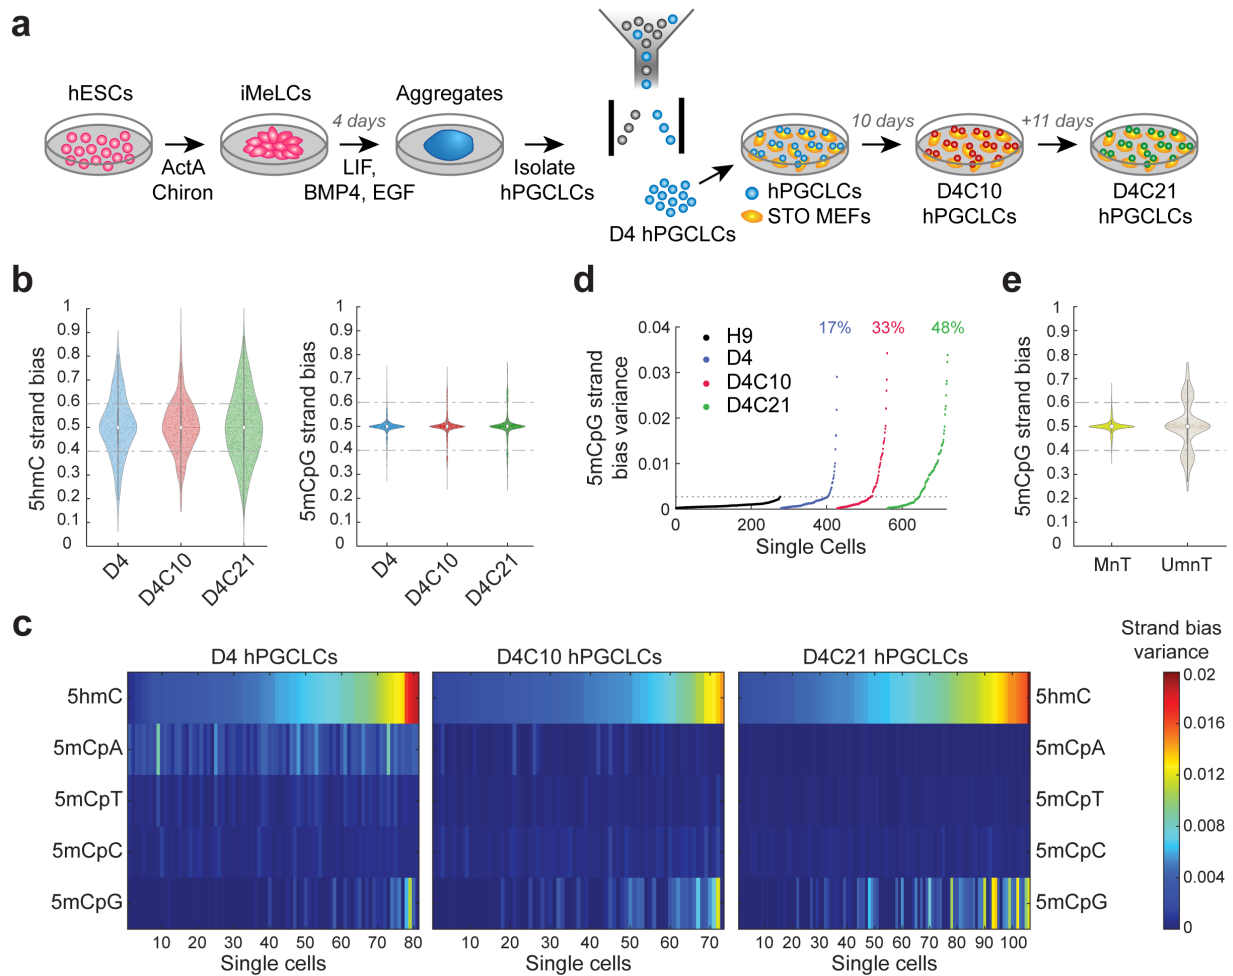 a
hESCs
iMeLCs
Aggregates
4 days
10 days
+11 days
ActA
Chiron
LIF,
BMP4, EGF
Isolate
hPGCLCs
D4 hPGCLCs
hPGCLCs
STO MEFs
D4C10
hPGCLCs
D4C21
hPGCLCs
b
5hmC strand bias
1
0.9
0.8
0.7
0.6
0.5
0.4
0.3
0.2
0.1
0
D4
D4C10
D4C21
5mCpG strand bias
1
0.9
0.8
0.7
0.6
0.5
0.4
0.3
0.2
0.1
0
D4
D4C10
D4C21
d
5mCpG strand
bias variance
0.04
0.03
0.02
0.01
0
H9
D4
D4C10
D4C21
17%
33%
48%
0
200
400
600
Single Cells
e
5mCpG strand bias
1
0.9
0.8
0.7
0.6
0.5
0.4
0.3
0.2
0.1
0
MnT
UmnT
c
D4 hPGCLCs
D4C10 hPGCLCs
D4C21 hPGCLCs
5hmC
5mCpA
5mCpT
5mCpC
5mCpG
10 20 30 40 50 60 70 80
Single cells
10 20 30 40 50 60 70
Single cells
10 20 30 40 50 60 70 80 90 100
Single cells
5hmC
5mCpA
5mCpT
5mCpC
5mCpG
Strand bias
variance
0.02
0.016
0.012
0.008
0.004
0